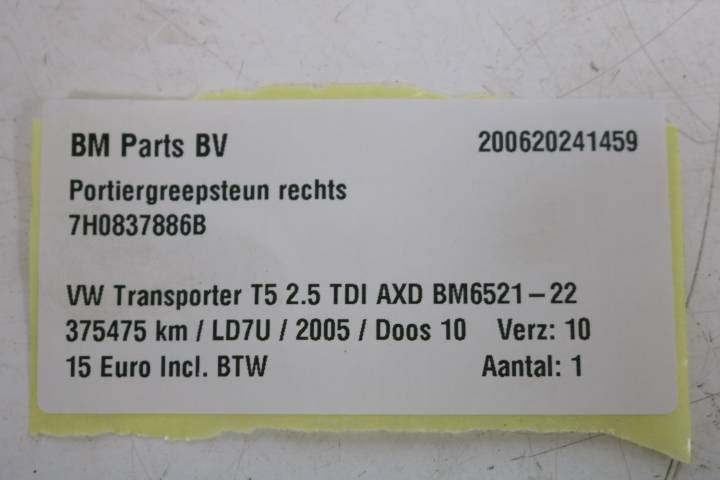 BM Parts BV 200620241459
Portiergreepsteun rechts
7H0837886B
VW Transporter T5 2.5 TDI AXD BM6521-22
375475 km / LD7U / 2005 / Doos 10 Verz: 10
15 Euro Incl. BTW Aantal: 1